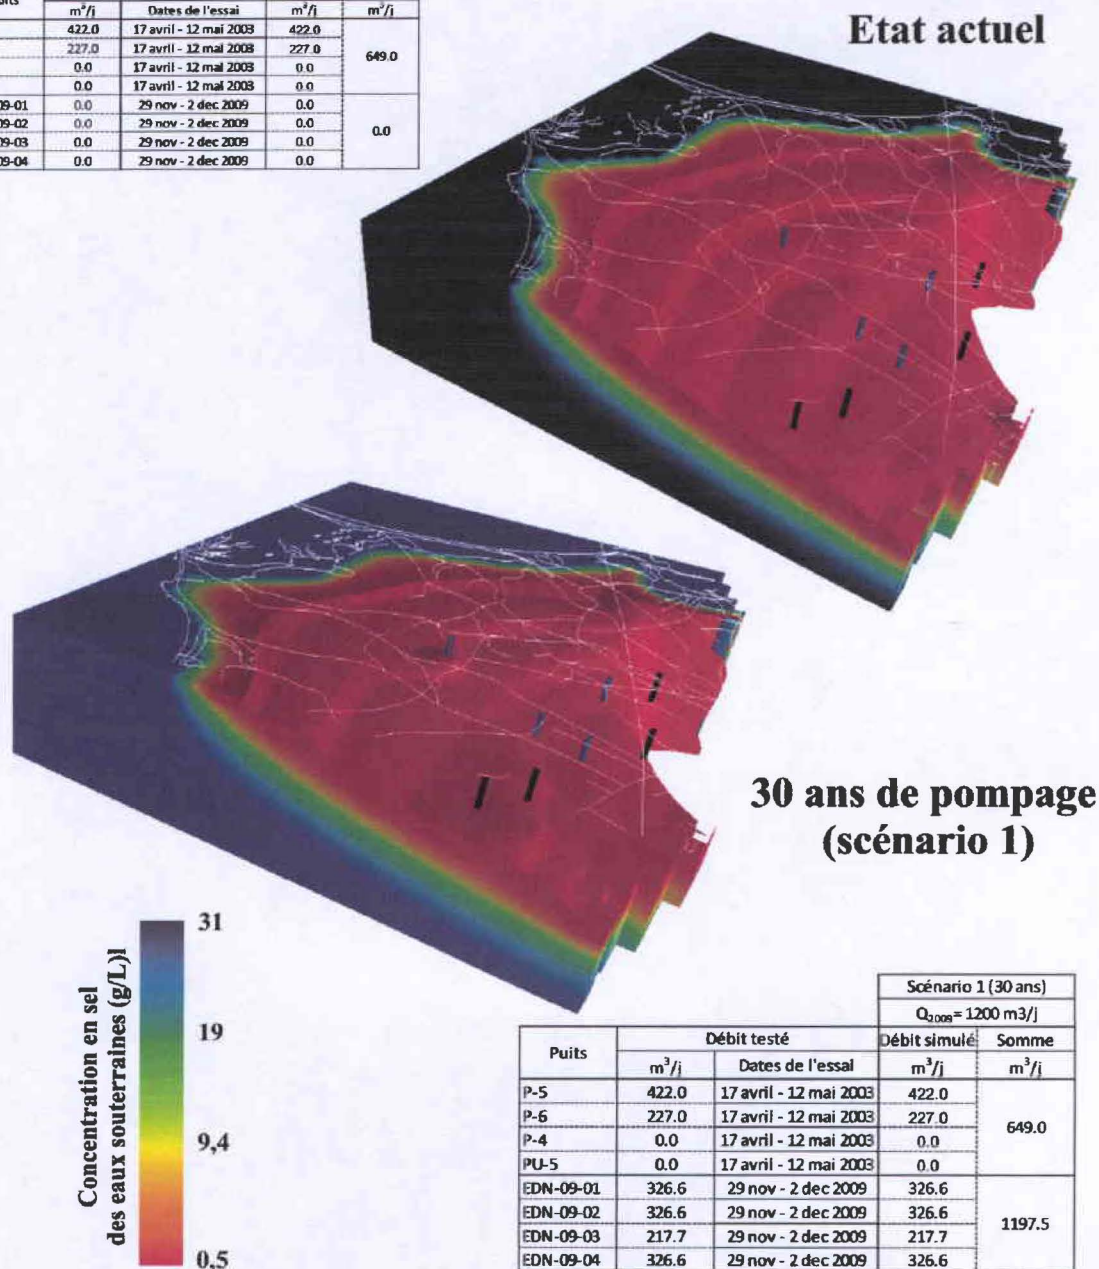 m³/j Dates de l'essai m³/j m³/j
422.0 17 avril - 12 mai 2003 422.0
227.0 17 avril - 12 mai 2003 227.0
649.0
0.0 17 avril - 12 mai 2003 0.0
0.0 17 avril - 12 mai 2003 0.0
09-01 0.0 29 nov - 2 dec 2009 0.0
09-02 0.0 29 nov - 2 dec 2009 0.0
0.0
09-03 0.0 29 nov - 2 dec 2009 0.0
09-04 0.0 29 nov - 2 dec 2009 0.0
Etat actuel
30 ans de pompage
(scénario 1)
Concentration en sel
des eaux souterraines (g/L)l
31
19
9,4
0,5
Scénario 1 (30 ans)
Q2009= 1200 m3/j
Puits Débit testé Débit simulé Somme
m³/j Dates de l'essai m³/j m³/j
P-5 422.0 17 avril - 12 mai 2003 422.0
P-6 227.0 17 avril - 12 mai 2003 227.0
649.0
P-4 0.0 17 avril - 12 mai 2003 0.0
PU-5 0.0 17 avril - 12 mai 2003 0.0
EDN-09-01 326.6 29 nov - 2 dec 2009 326.6
EDN-09-02 326.6 29 nov - 2 dec 2009 326.6
1197.5
EDN-09-03 217.7 29 nov - 2 dec 2009 217.7
EDN-09-04 326.6 29 nov - 2 dec 2009 326.6